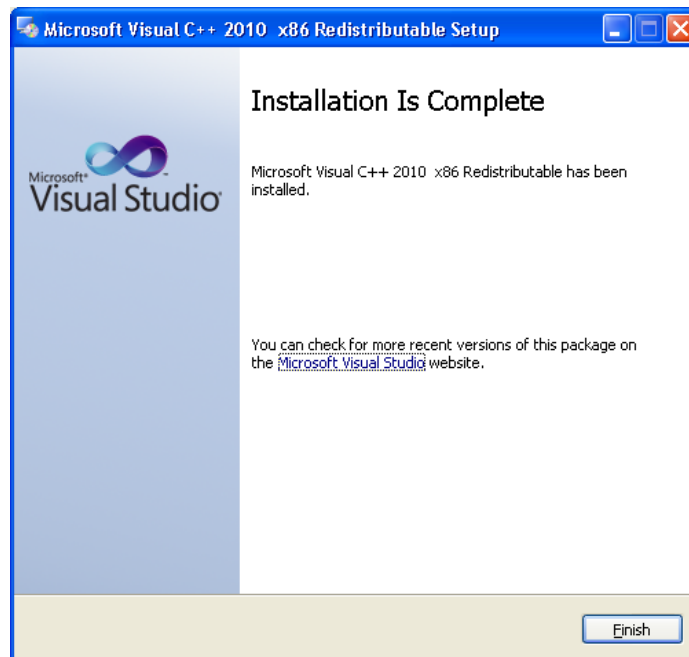 Microsoft Visual C++ 2010  x86 Redistributable Setup
Installation Is Complete
Microsoft®
Visual Studio®
Microsoft Visual C++ 2010  x86 Redistributable has been
installed.
You can check for more recent versions of this package on
the Microsoft Visual Studio website.
Finish